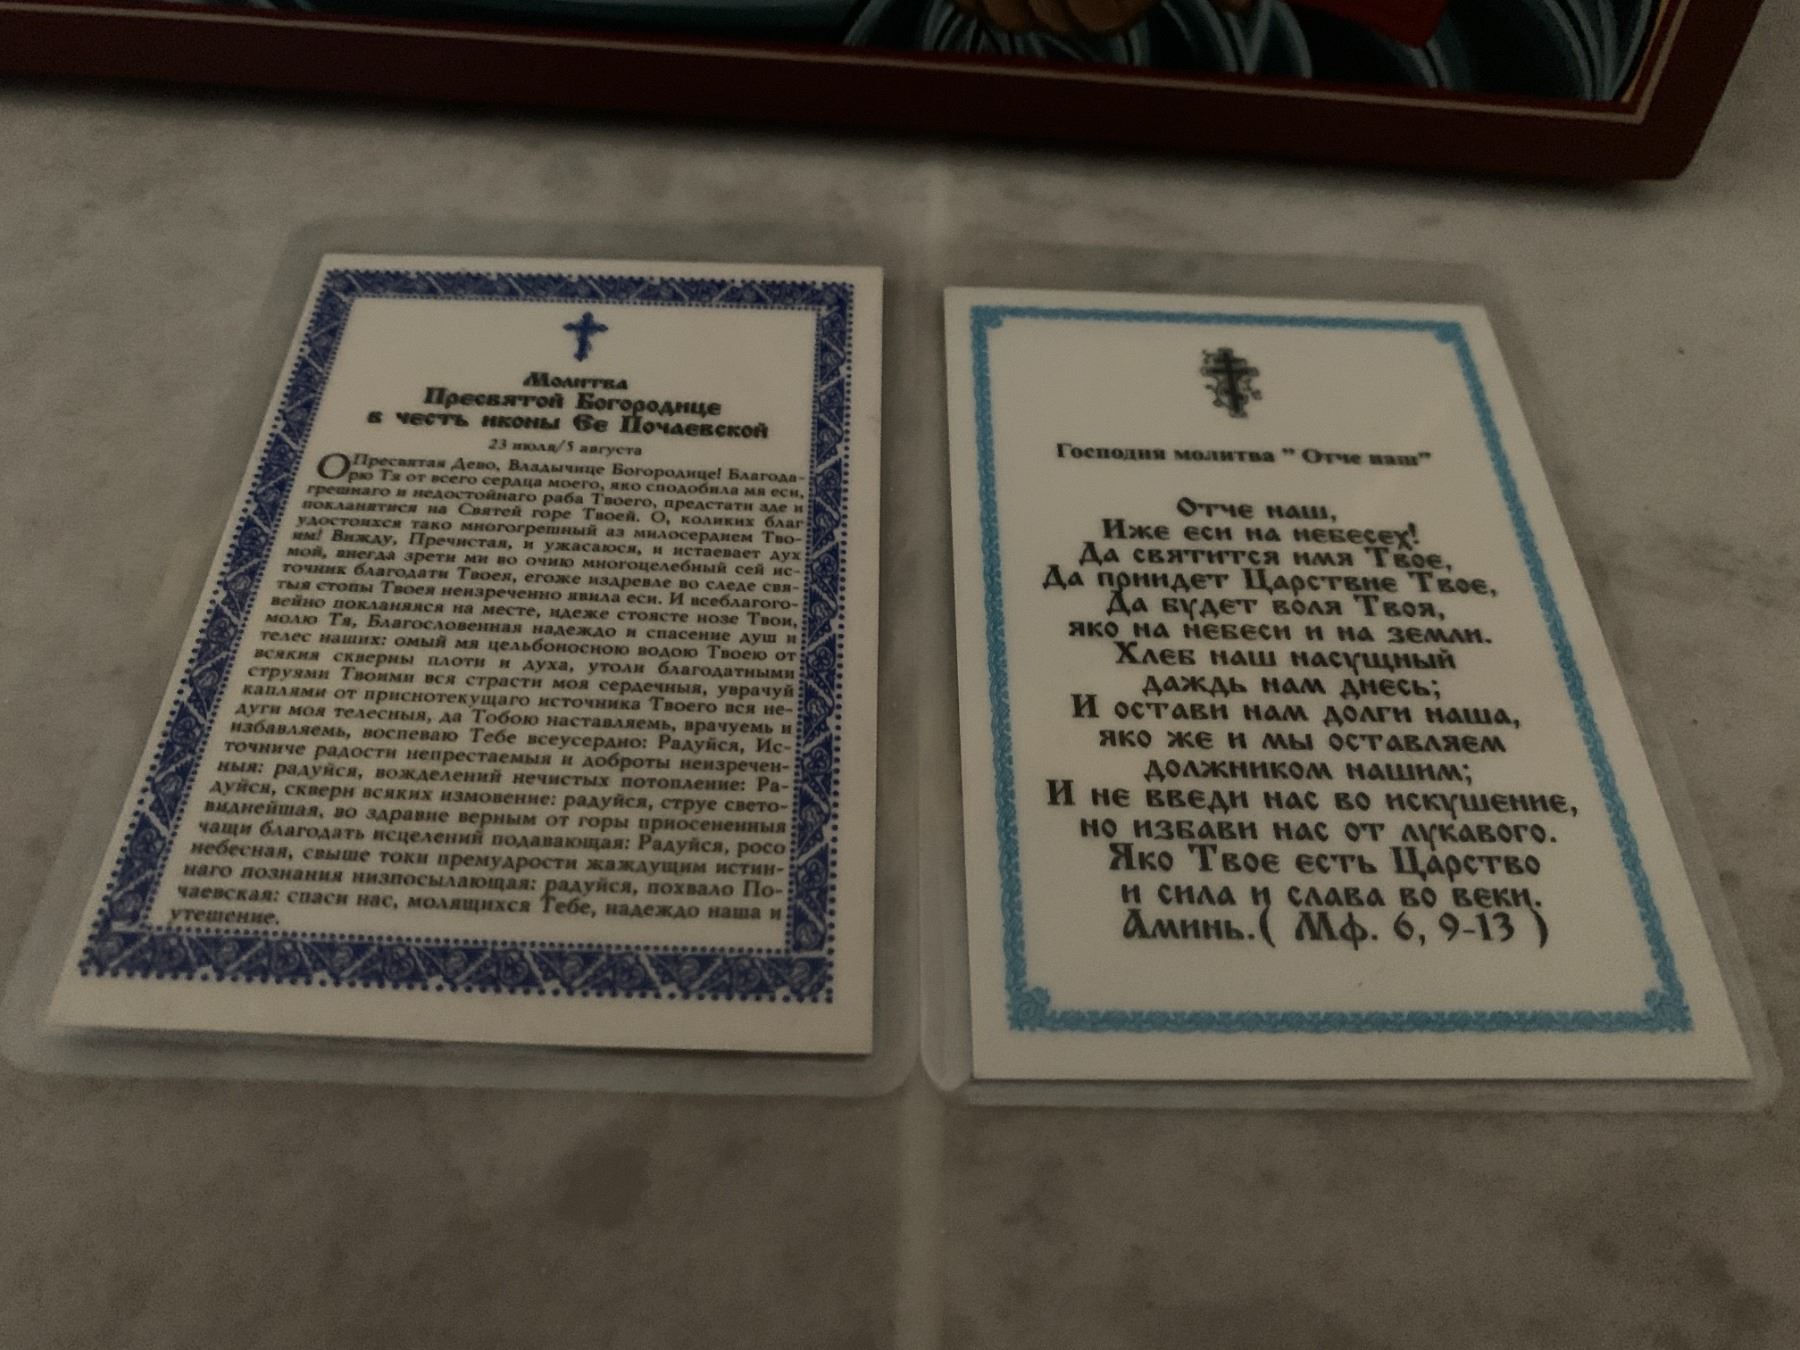 Молитва
Пресвятой Богородице
в честь иконы Ее Почаевской
23 июля/5 августа
О Пресвятая Дево, Владычице Богородице! Благода-
рю Тя от всего сердца моего, яко сподобила мя еси,
грешнаго и недостойнаго раба Твоего, предстати зде и
покланятися на Святей горе Твоей. О, коликих благ
удостоихся тако многогрешный аз милосердием Тво-
им! Вижду, Пречистая, и ужасаюся, и истаевает дух
мой, внегда зрети ми во очию многоцелебный сей ис-
точник благодати Твоея, егоже издревле во следе свя-
тыя стопы Твоея неизреченно явила еси. И всеблагого-
вейно покланяяся на месте, идеже стоясте нозе Твои,
молю Тя, Благословенная надеждо и спасение душ и
телес наших: омый мя цельбоносною водою Твоею от
всякия скверны плоти и духа, утоли благодатными
струями Твоими вся страсти моя сердечныя, уврачуй
каплями от приснотекущаго источника Твоего вся не-
дуги моя телесныя, да Тобою наставляемь, врачуемь и
избавляемь, воспеваю Тебе всеусердно: Радуйся, Ис-
точниче радости непрестаемыя и доброты неизречен-
ныя: радуйся, вожделений нечистых потопление: Ра-
дуйся, скверн всяких измовение: радуйся, струе свето-
виднейшая, во здравие верным от горы приосененныя
чащи благодать исцелений подавающая: Радуйся, росо
небесная, свыше токи премудрости жаждущим истин-
наго познания низпосылающая: радуйся, похвало По-
чаевская: спаси нас, молящихся Тебе, надеждо наша и
утешение.
Господня молитва " Отче наш"
Отче наш,
Иже еси на небесех!
Да святится имя Твое,
Да приидет Царствие Твое,
Да будет воля Твоя,
яко на небеси и на земли.
Хлеб наш насущный
даждь нам днесь;
И остави нам долги наша,
яко же и мы оставляем
должником нашим;
И не введи нас во искушение,
но избави нас от лукавого.
Яко Твое есть Царство
и сила и слава во веки.
Аминь.( Мф. 6, 9-13 )